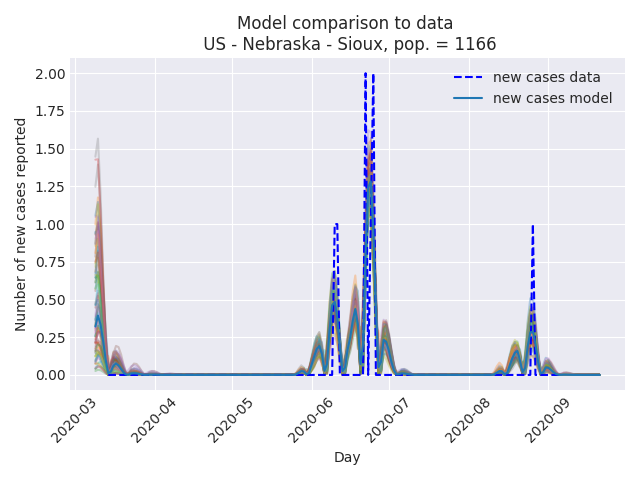 Model comparison to data
US - Nebraska - Sioux, pop. = 1166
new cases data
new cases model
2.00
1.75
1.50
1.25
1.00
0.75
0.50
0.25
0.00
Number of new cases reported
2020-03
2020-04
2020-05
2020-06
2020-07
2020-08
2020-09
Day